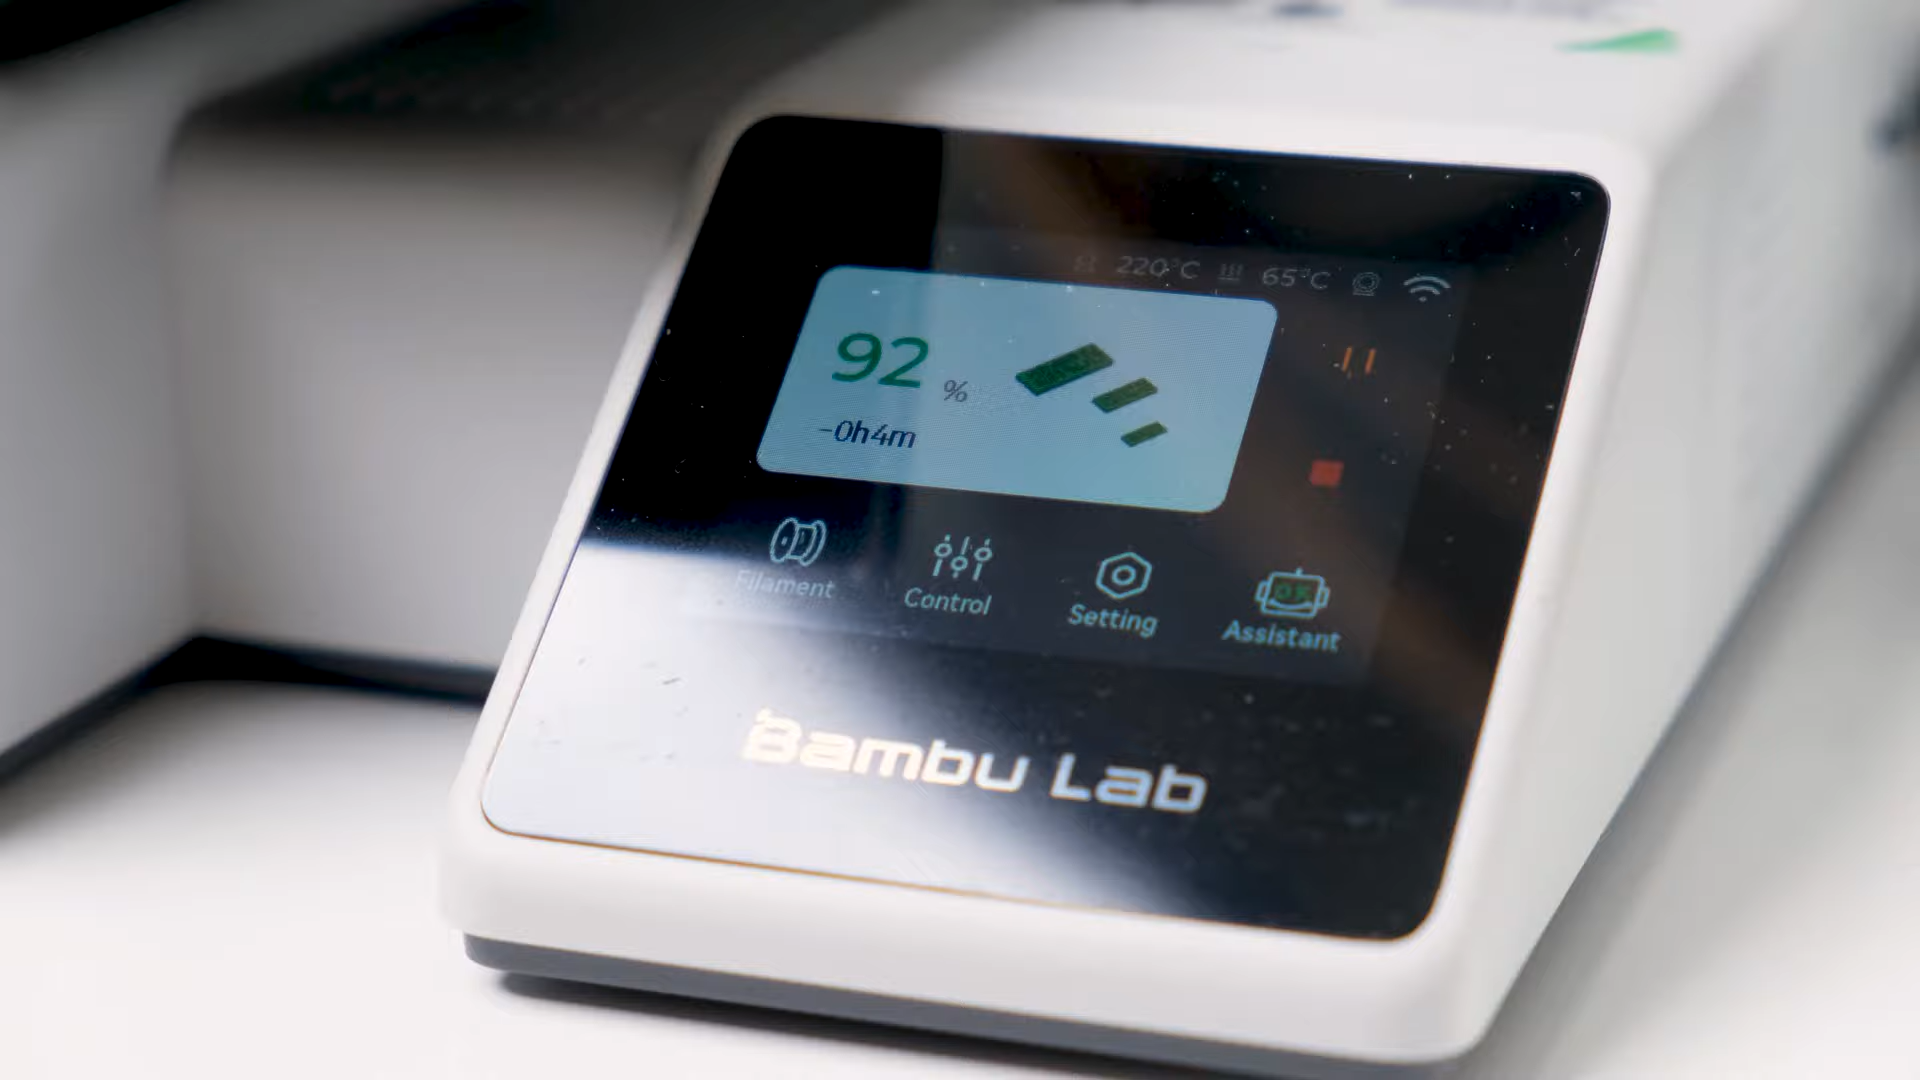 220°C 65°C
92 %
-0h4m
Filament Control Setting Assistant
Bambu Lab